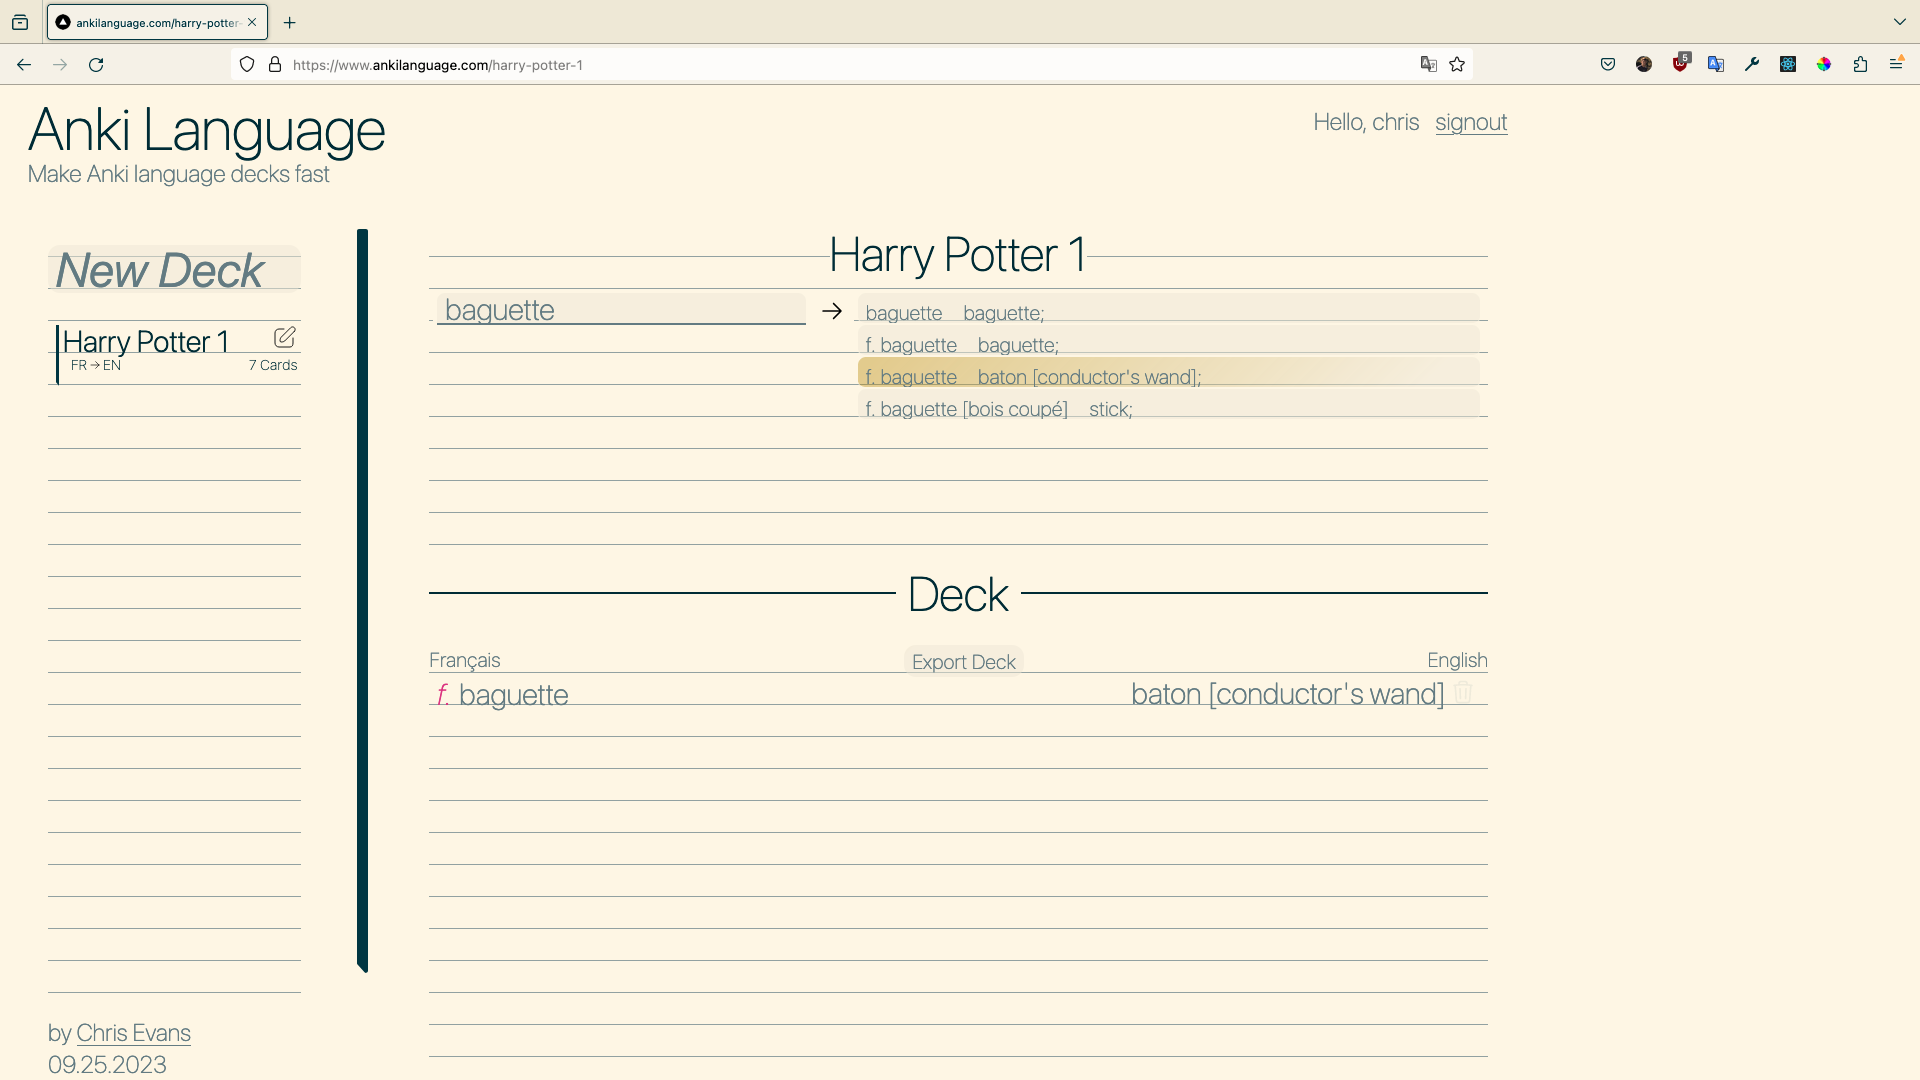 ankilanguage.com/harry-potter-
https://www.ankilanguage.com/harry-potter-1
5
Anki Language
Make Anki language decks fast
Hello, chris signout
New Deck
Harry Potter 1
FR → EN 7 Cards
Harry Potter 1
baguette →
baguette baguette;
f. baguette baguette;
f. baguette baton [conductor's wand];
f. baguette [bois coupé] stick;
Deck
Français Export Deck English
f. baguette baton [conductor's wand]
by Chris Evans
09.25.2023